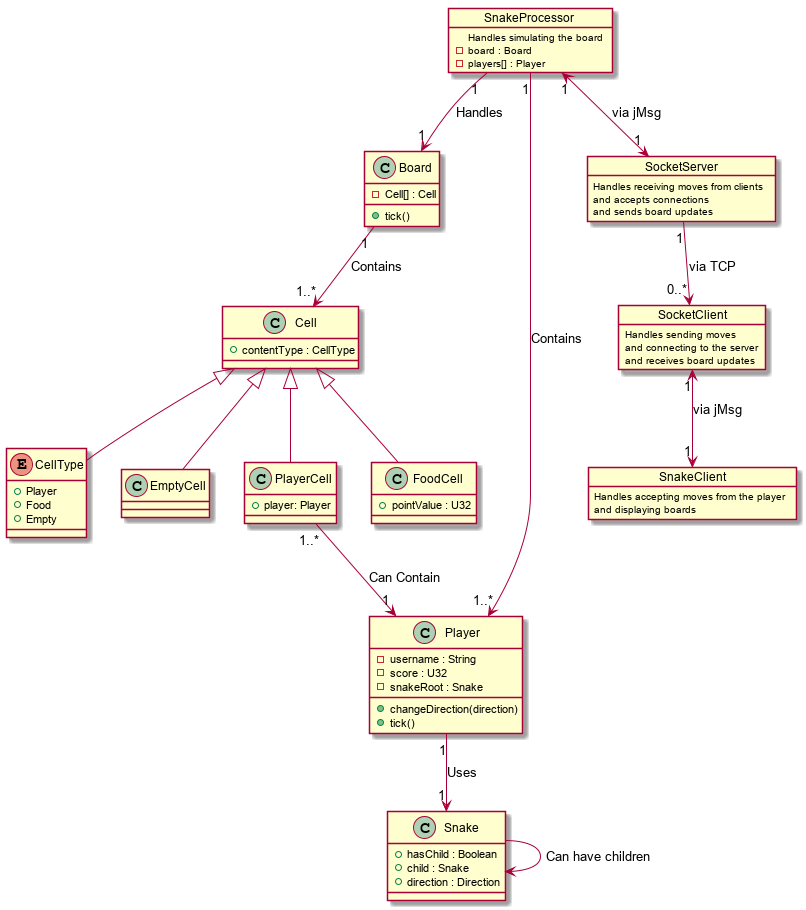 SnakeProcessor
Handles simulating the board
board : Board
players[] : Player
1
1
1
Handles
via jMsg
1
1
C Board
Cell[] : Cell
tick()
SocketServer
Handles receiving moves from clients
and accepts connections
and sends board updates
1
Contains
1..*
1
via TCP
0..*
C Cell
contentType : CellType
SocketClient
Handles sending moves
and connecting to the server
and receives board updates
Contains
1
via jMsg
1
E CellType
Player
Food
Empty
C EmptyCell
C PlayerCell
player: Player
C FoodCell
pointValue : U32
SnakeClient
Handles accepting moves from the player
and displaying boards
1..*
Can Contain
1
1..*
C Player
username : String
score : U32
snakeRoot : Snake
changeDirection(direction)
tick()
1
Uses
1
C Snake
hasChild : Boolean
child : Snake
direction : Direction
Can have children